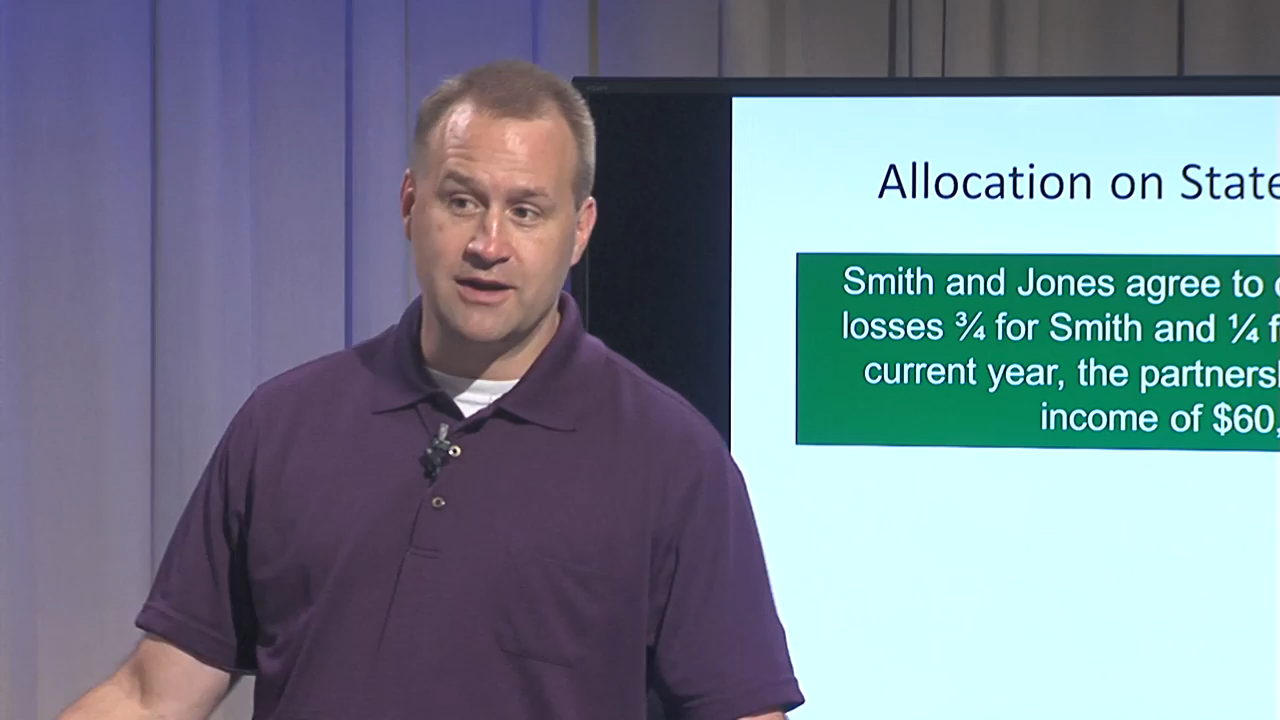 Allocation on State
Smith and Jones agree to
losses ¾ for Smith and ¼
current year, the partners
income of $60,